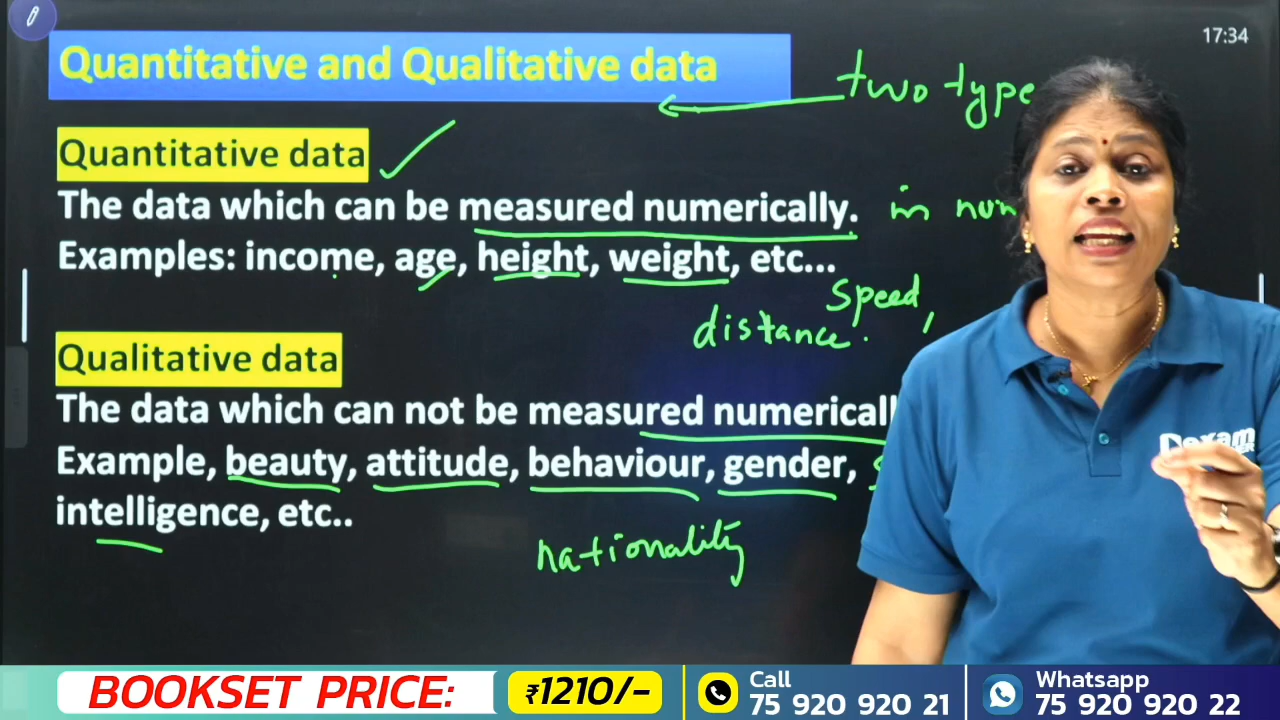 17:34
Quantitative and Qualitative data
two type
Quantitative data
The data which can be measured numerically. in num
Examples: income, age, height, weight, etc...
speed,
distance.
Qualitative data
The data which can not be measured numericall
Example, beauty, attitude, behaviour, gender,
intelligence, etc..
nationality
BOOKSET PRICE: ₹1210/-
Call
75 920 920 21
Whatsapp
75 920 920 22